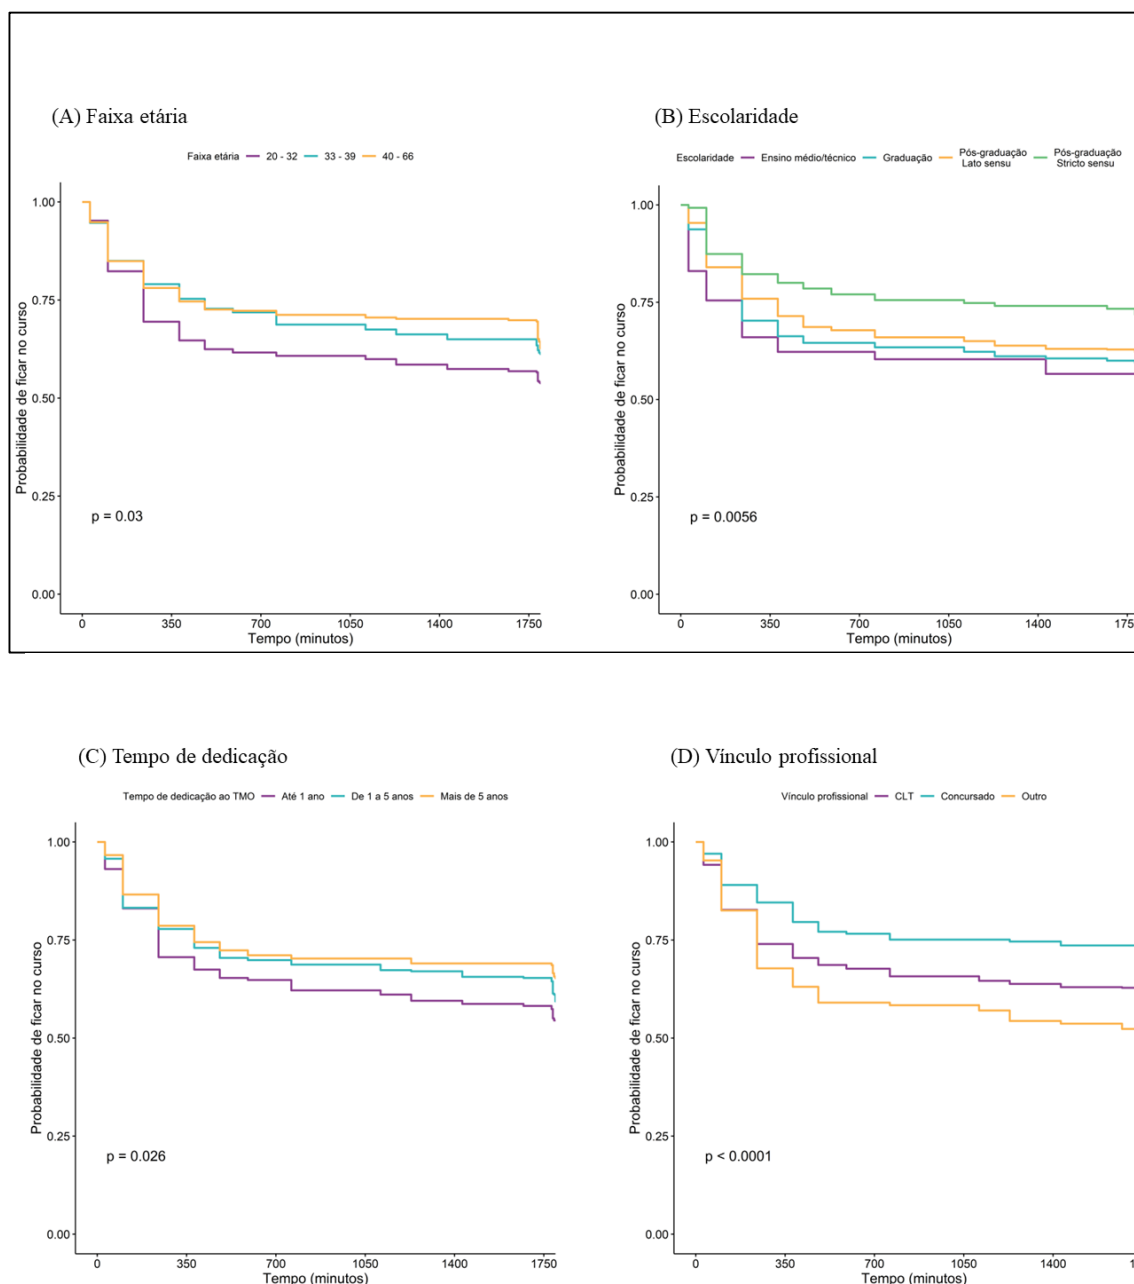 (A) Faixa etária
Faixa etária 20 - 32 33 - 39 40 - 66
Probabilidade de ficar no curso
1.00
0.75
0.50
0.25
0.00
p = 0.03
0 350 700 1050 1400 1750
Tempo (minutos)
(B) Escolaridade
Escolaridade Ensino médio/técnico Graduação Pós-graduação Lato sensu Pós-graduação Stricto sensu
Probabilidade de ficar no curso
1.00
0.75
0.50
0.25
0.00
p = 0.0056
0 350 700 1050 1400 175
Tempo (minutos)
(C) Tempo de dedicação
Tempo de dedicação ao TMO Até 1 ano De 1 a 5 anos Mais de 5 anos
Probabilidade de ficar no curso
1.00
0.75
0.50
0.25
0.00
p = 0.026
0 350 700 1050 1400 1750
Tempo (minutos)
(D) Vínculo profissional
Vínculo profissional CLT Concursado Outro
Probabilidade de ficar no curso
1.00
0.75
0.50
0.25
0.00
p < 0.0001
0 350 700 1050 1400 1
Tempo (minutos)